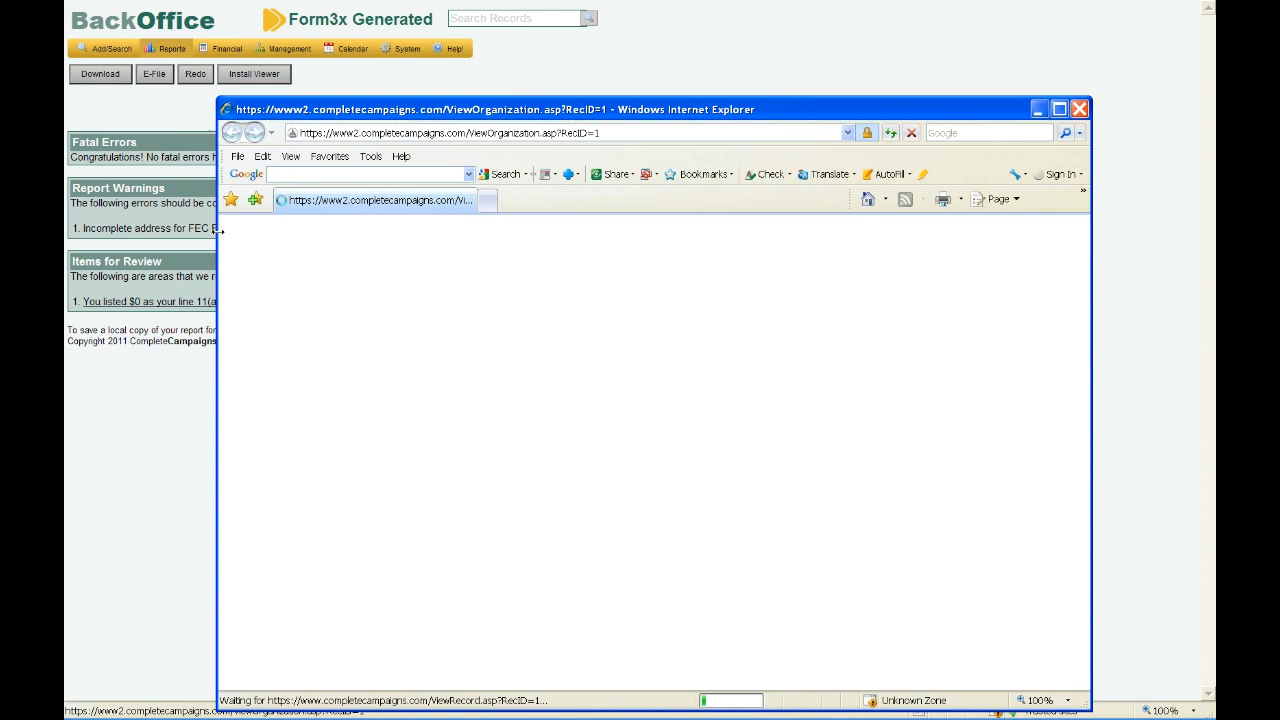 BackOffice
Form3x Generated
Search Records
Add/Search Reports Financial Management Calendar System Help!
Download E-File Redo Install Viewer
https://www2.completecampaigns.com/ViewOrganization.asp?RecID=1 - Windows Internet Explorer
https://www2.completecampaigns.com/ViewOrganization.asp?RecID=1
Google
File Edit View Favorites Tools Help
Google Search Share Bookmarks Check Translate AutoFill Sign In
https://www2.completecampaigns.com/Vi...
Page
Fatal Errors
Congratulations! No fatal errors
Report Warnings
The following errors should be
1. Incomplete address for FEC
Items for Review
The following are areas that we
1. You listed $0 as your line 11(a
To save a local copy of your report for
Copyright 2011 CompleteCampaigns
Waiting for https://www.completecampaigns.com/ViewRecord.asp?RecID=1...
Unknown Zone
100%
100%